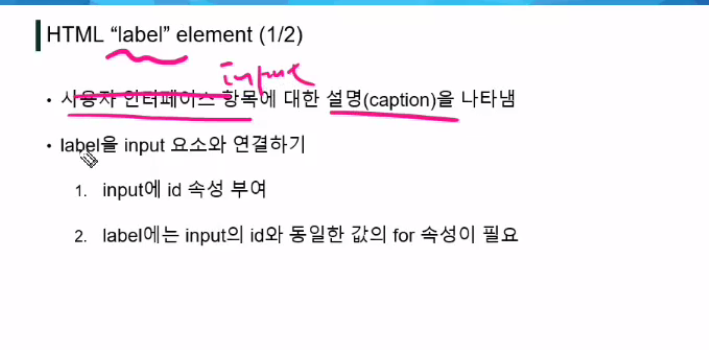 HTML “label” element (1/2)
input
• 사용자 인터페이스 항목에 대한 설명(caption)을 나타냄
• label을 input 요소와 연결하기
1. input에 id 속성 부여
2. label에는 input의 id와 동일한 값의 for 속성이 필요